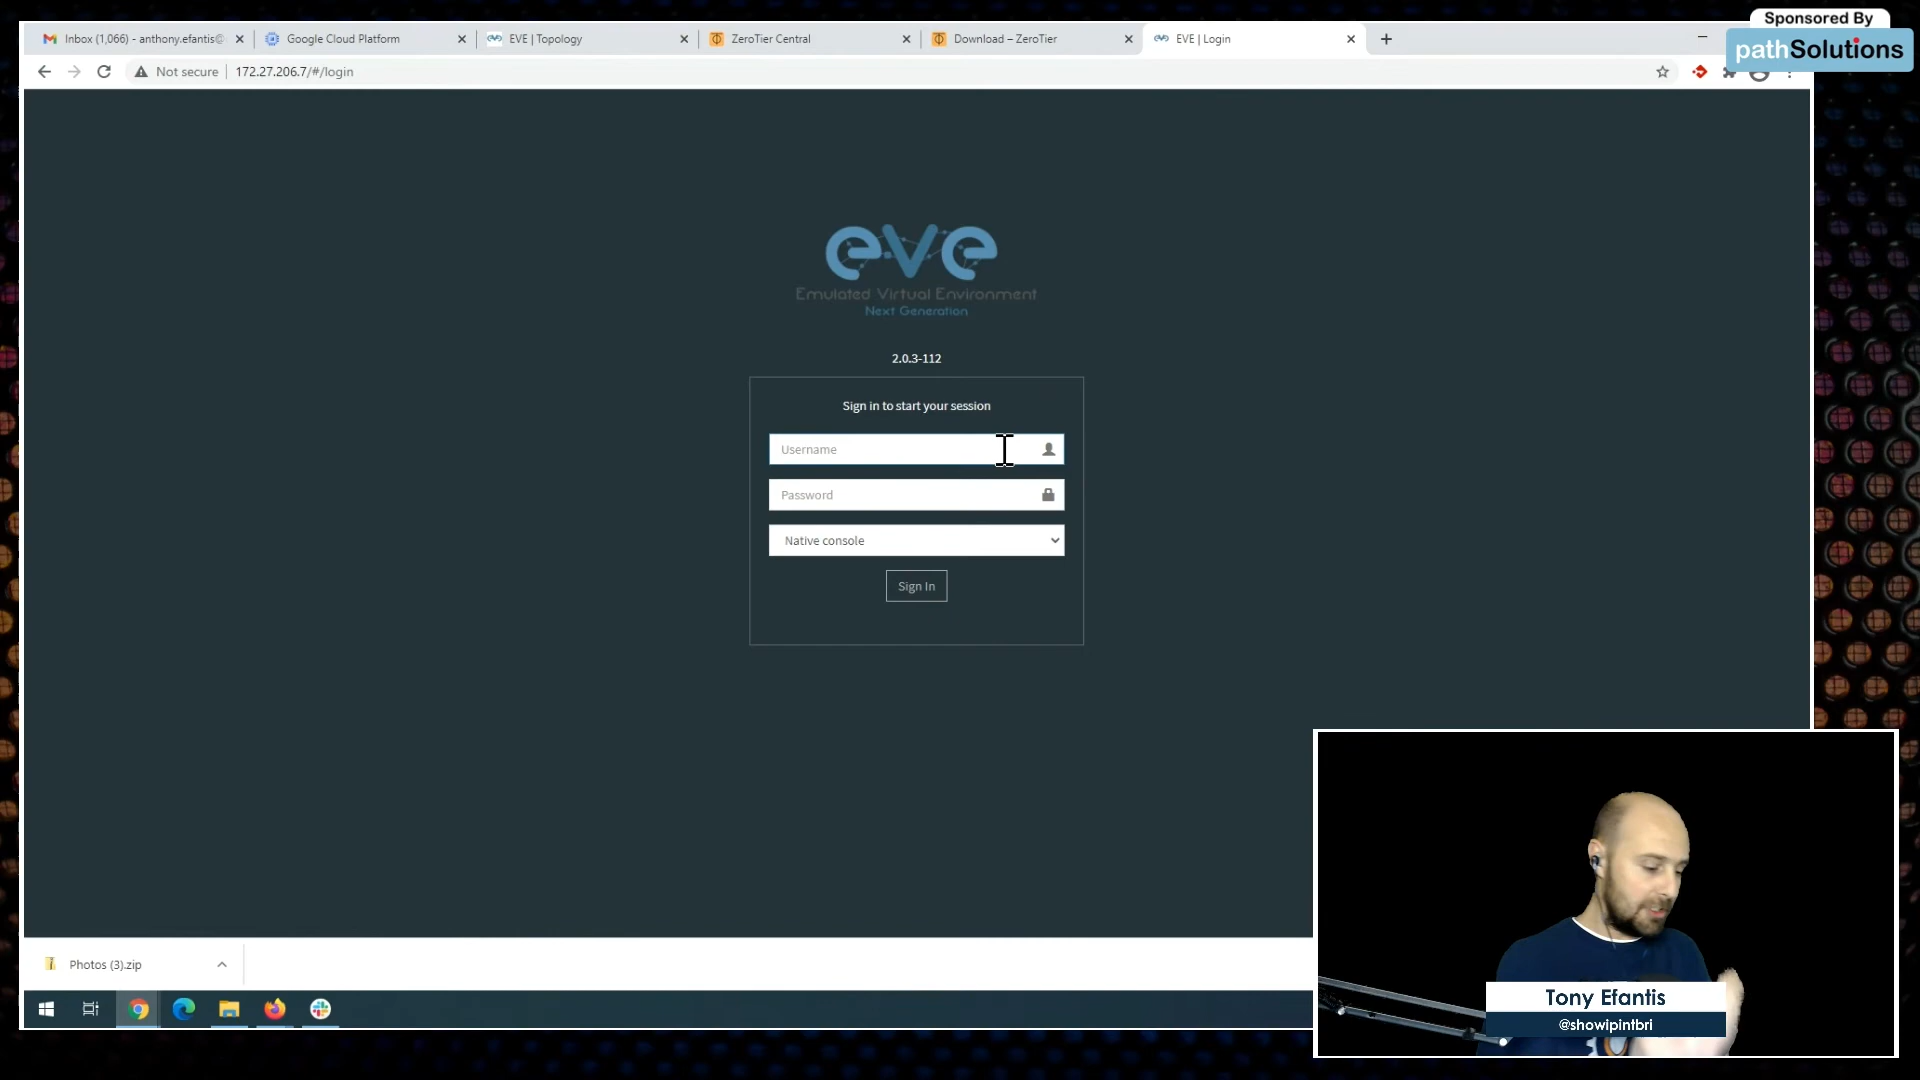 Sponsored By
pathSolutions
Inbox (1,066) - anthony.efantis@
Google Cloud Platform
EVE | Topology
ZeroTier Central
Download – ZeroTier
EVE | Login
Not secure
172.27.206.7/#/login
eve
Emulated Virtual Environment
Next Generation
2.0.3-112
Sign in to start your session
Username
Password
Native console
Sign In
Photos (3).zip
Tony Efantis
@showipintbri